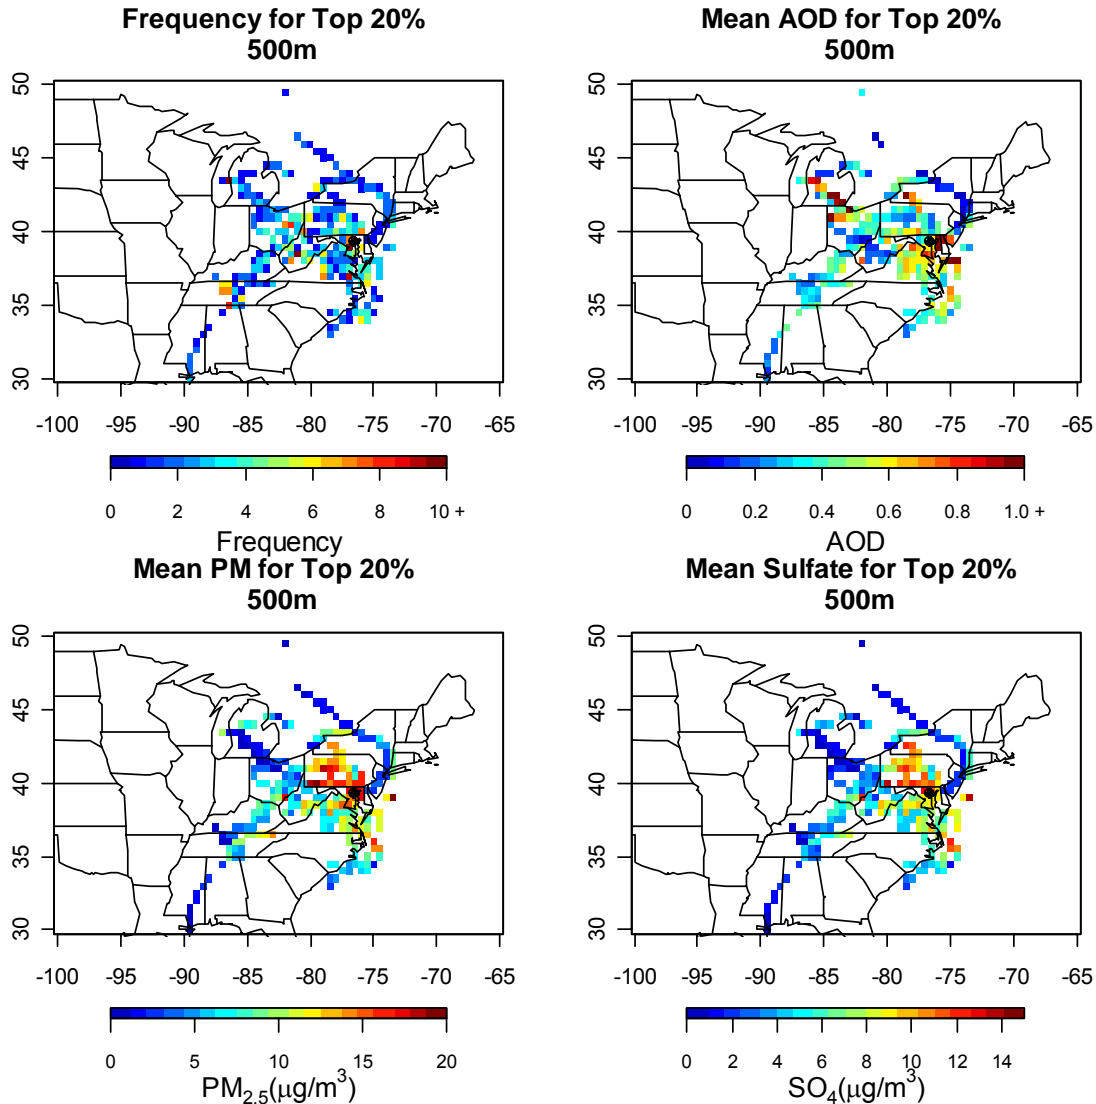 Frequency for Top 20%
500m
50
45
40
35
30
-100 -95 -90 -85 -80 -75 -70 -65
0 2 4 6 8 10 +
Frequency
Mean AOD for Top 20%
500m
50
45
40
35
30
-100 -95 -90 -85 -80 -75 -70 -65
0 0.2 0.4 0.6 0.8 1.0 +
AOD
Mean PM for Top 20%
500m
50
45
40
35
30
-100 -95 -90 -85 -80 -75 -70 -65
0 5 10 15 20
PM2.5(μg/m3)
Mean Sulfate for Top 20%
500m
50
45
40
35
30
-100 -95 -90 -85 -80 -75 -70 -65
0 2 4 6 8 10 12 14
SO4(μg/m3)